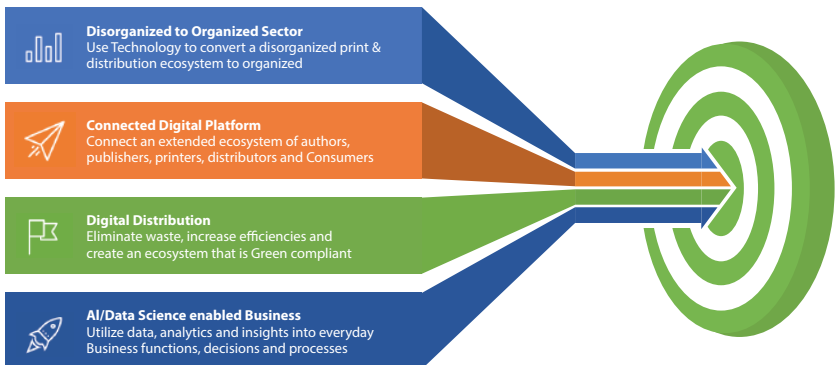 Disorganized to Organized Sector
Use Technology to convert a disorganized print &
distribution ecosystem to organized
Connected Digital Platform
Connect an extended ecosystem of authors,
publishers, printers, distributors and Consumers
Digital Distribution
Eliminate waste, increase efficiencies and
create an ecosystem that is Green compliant
AI/Data Science enabled Business
Utilize data, analytics and insights into everyday
Business functions, decisions and processes